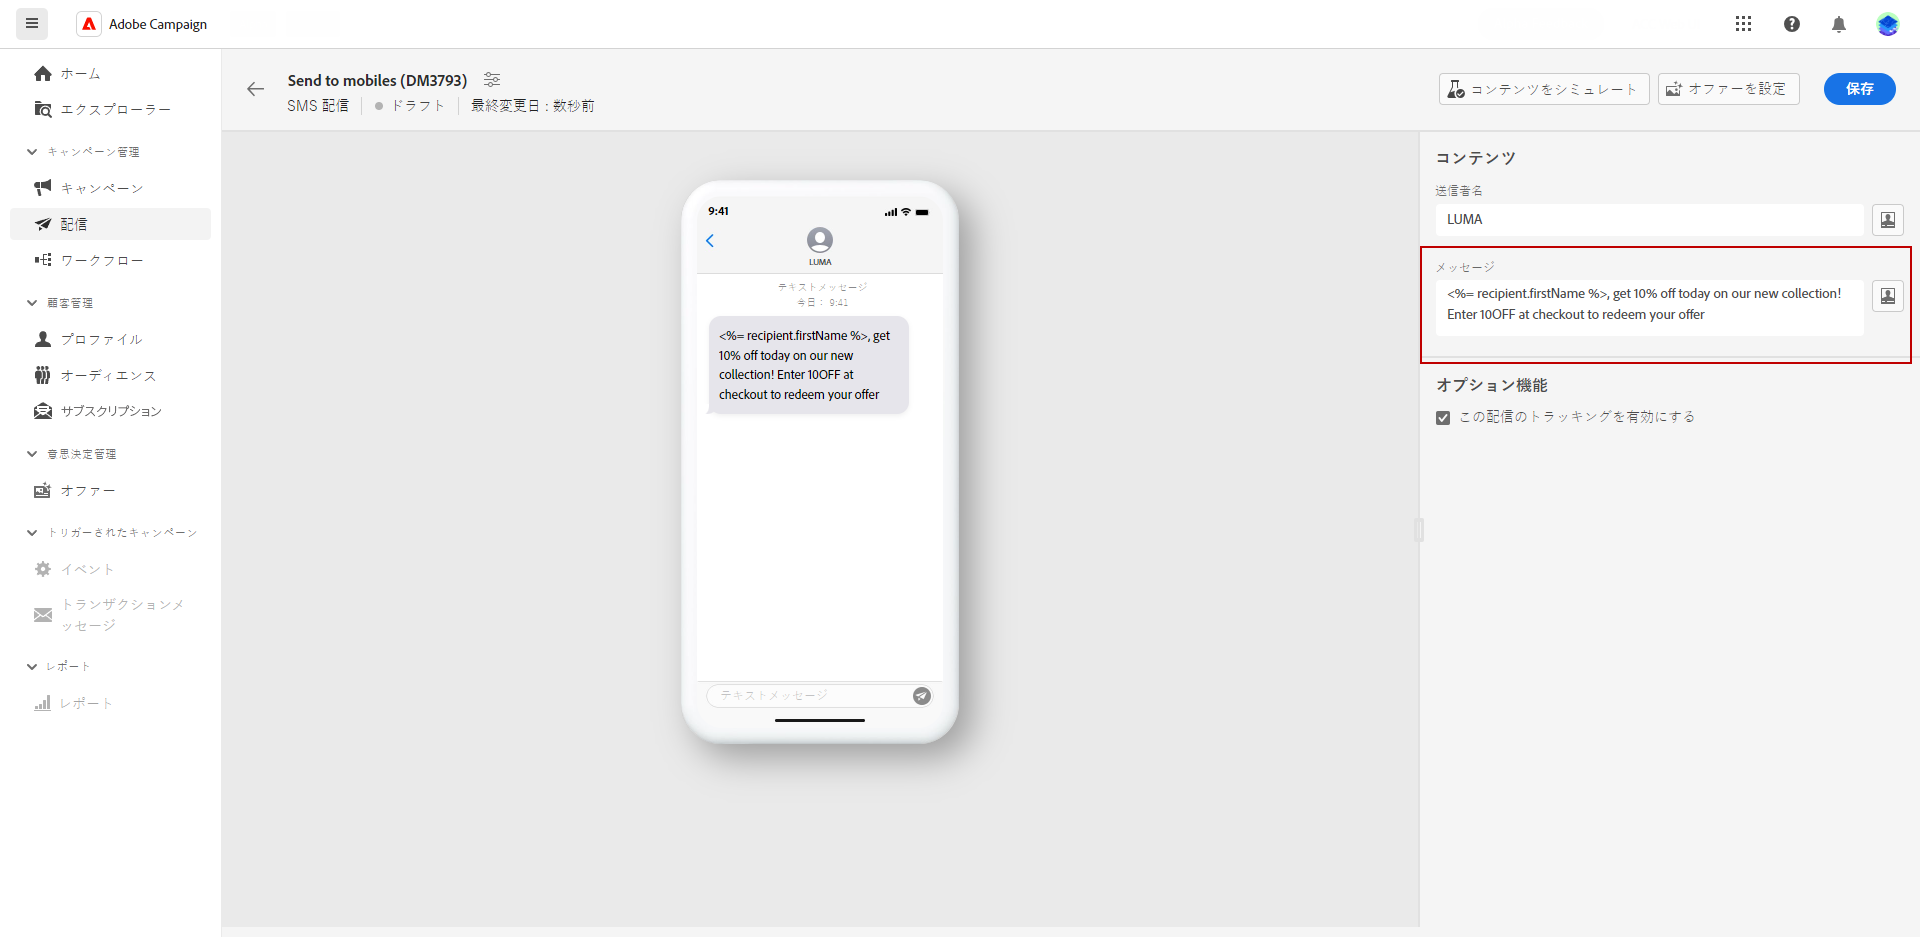 Adobe Campaign
ホーム
エクスプローラー
キャンペーン管理
キャンペーン
配信
ワークフロー
顧客管理
プロファイル
オーディエンス
サブスクリプション
意思決定管理
オファー
トリガーされたキャンペーン
イベント
トランザクションメ
ッセージ
レポート
レポート
Send to mobiles (DM3793)
SMS 配信
ドラフト
最終変更日 : 数秒前
コンテンツをシミュレート
オファーを設定
保存
9:41
LUMA
テキストメッセージ
今日： 9:41
<%= recipient.firstName %>, get
10% off today on our new
collection! Enter 10OFF at
checkout to redeem your offer
テキストメッセージ
コンテンツ
送信者名
LUMA
メッセージ
<%= recipient.firstName %>, get 10% off today on our new collection!
Enter 10OFF at checkout to redeem your offer
オプション機能
この配信のトラッキングを有効にする